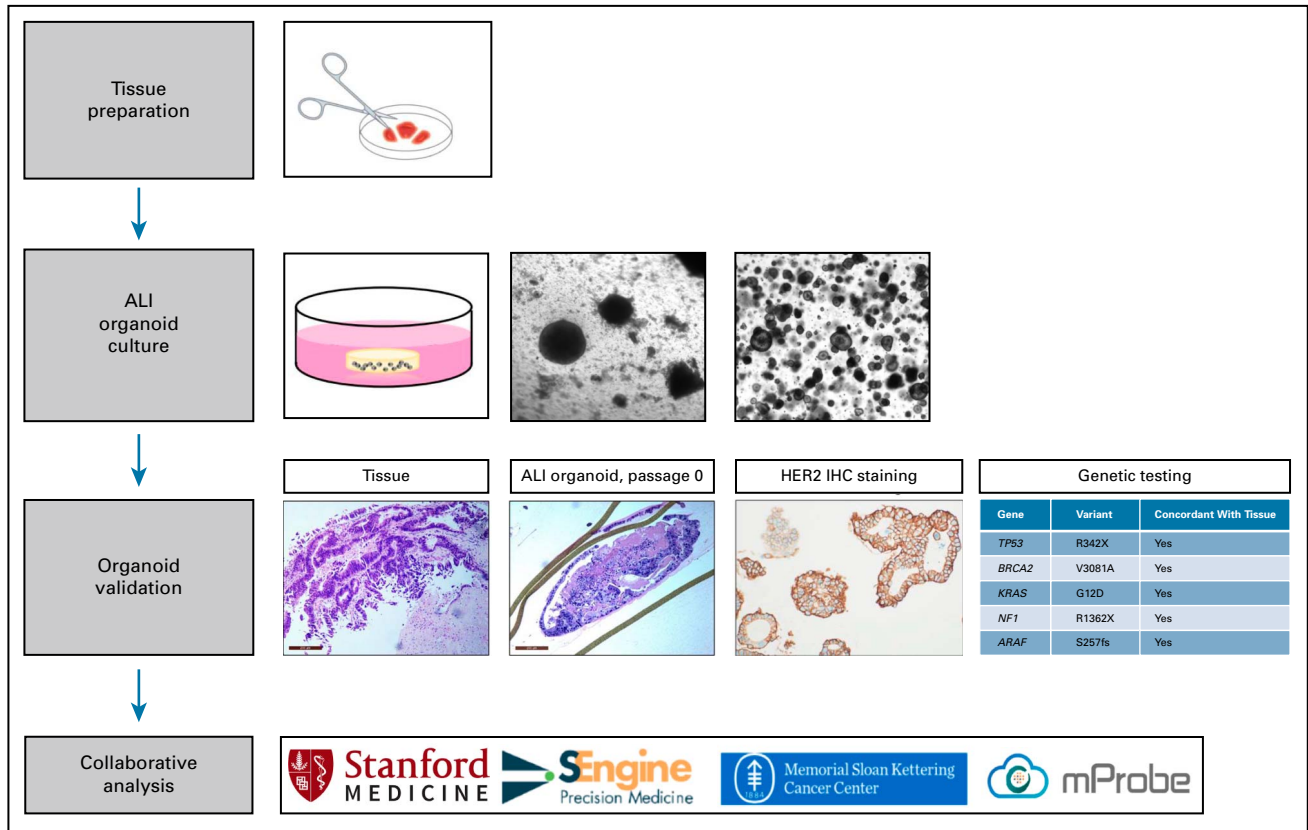 Tissue
preparation
ALI
organoid
culture
Organoid
validation
Tissue
ALI organoid, passage 0
HER2 IHC staining
Genetic testing
Gene Variant Concordant With Tissue
TP53 R342X Yes
BRCA2 V3081A Yes
KRAS G12D Yes
NF1 R1362X Yes
ARAF S257fs Yes
Collaborative
analysis
Stanford
MEDICINE
SEngine
Precision Medicine
1884
Memorial Sloan Kettering
Cancer Center
mProbe